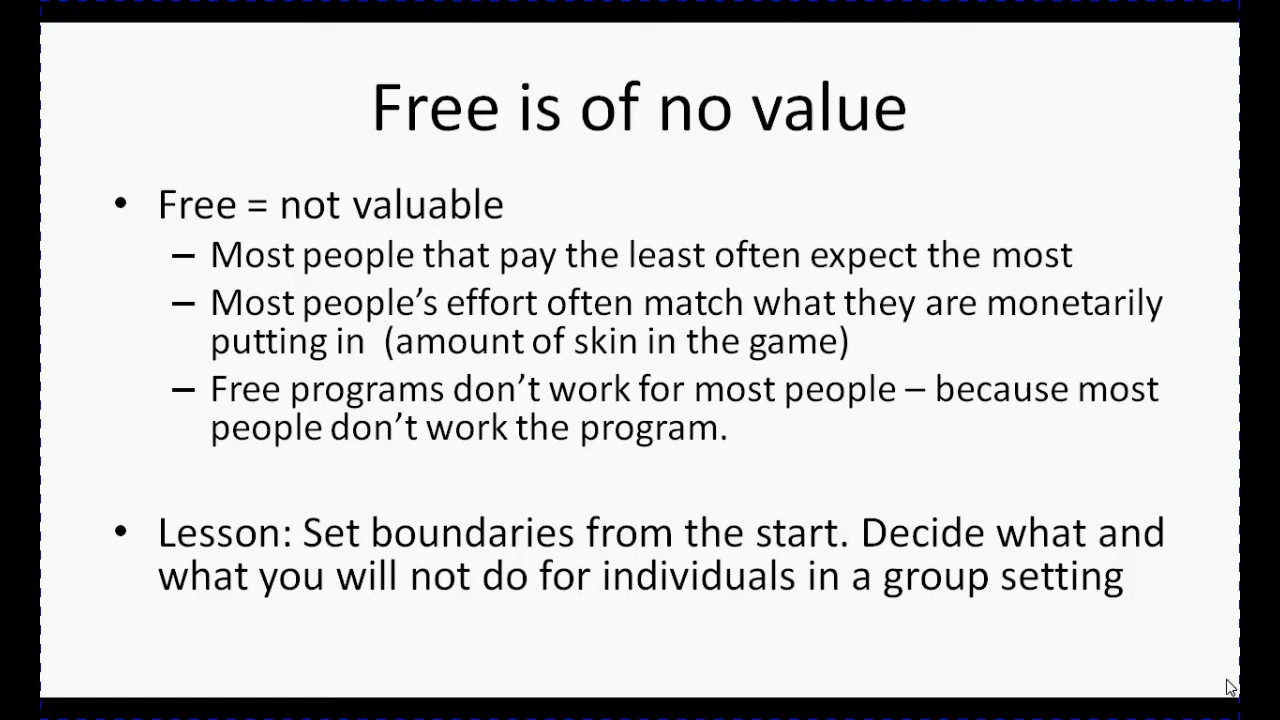 Free is of no value
• Free = not valuable
– Most people that pay the least often expect the most
– Most people’s effort often match what they are monetarily
putting in  (amount of skin in the game)
– Free programs don’t work for most people – because most
people don’t work the program.
• Lesson: Set boundaries from the start. Decide what and
what you will not do for individuals in a group setting